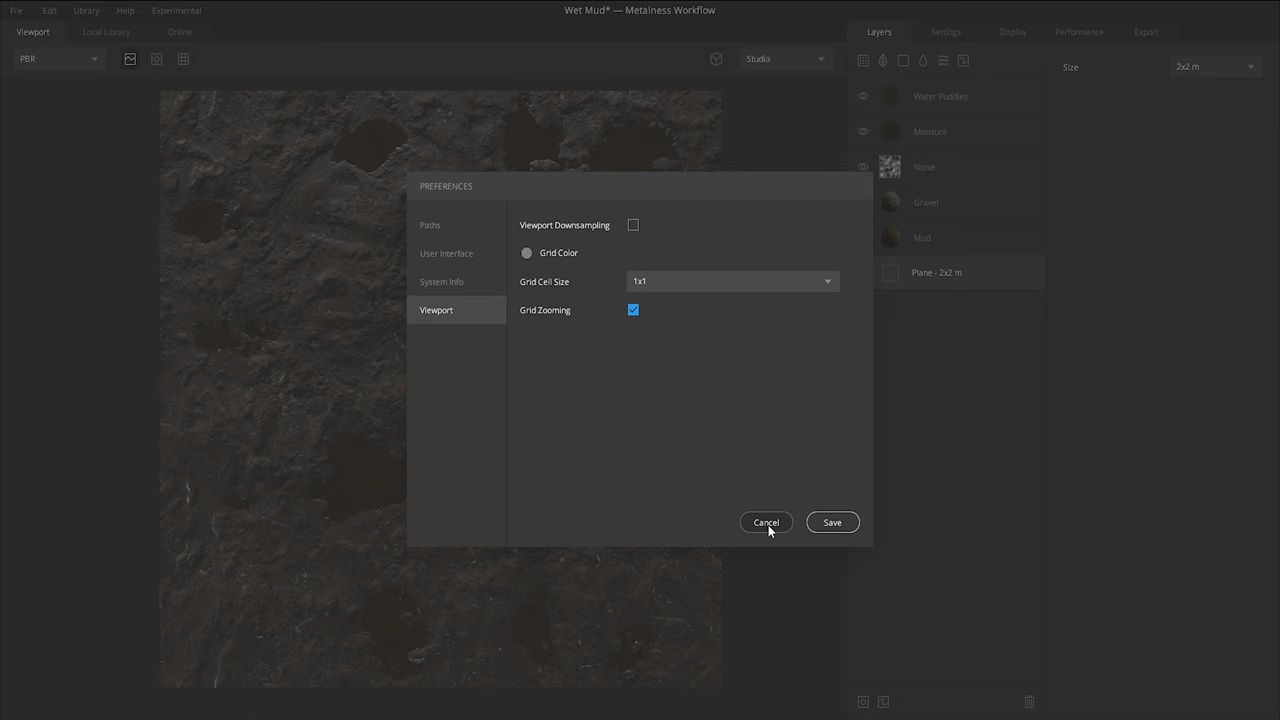 File Edit Library Help Experimental
Wet Mud* — Metalness Workflow
Viewport Local Library Online
Layers Settings Display Performance Export
PBR
Studio
Size 2x2 m
Water Puddles
Moisture
Noise
Gravel
Mud
Plane - 2x2 m
PREFERENCES
Paths
User Interface
System Info
Viewport
Viewport Downsampling
Grid Color
Grid Cell Size 1x1
Grid Zooming
Cancel Save